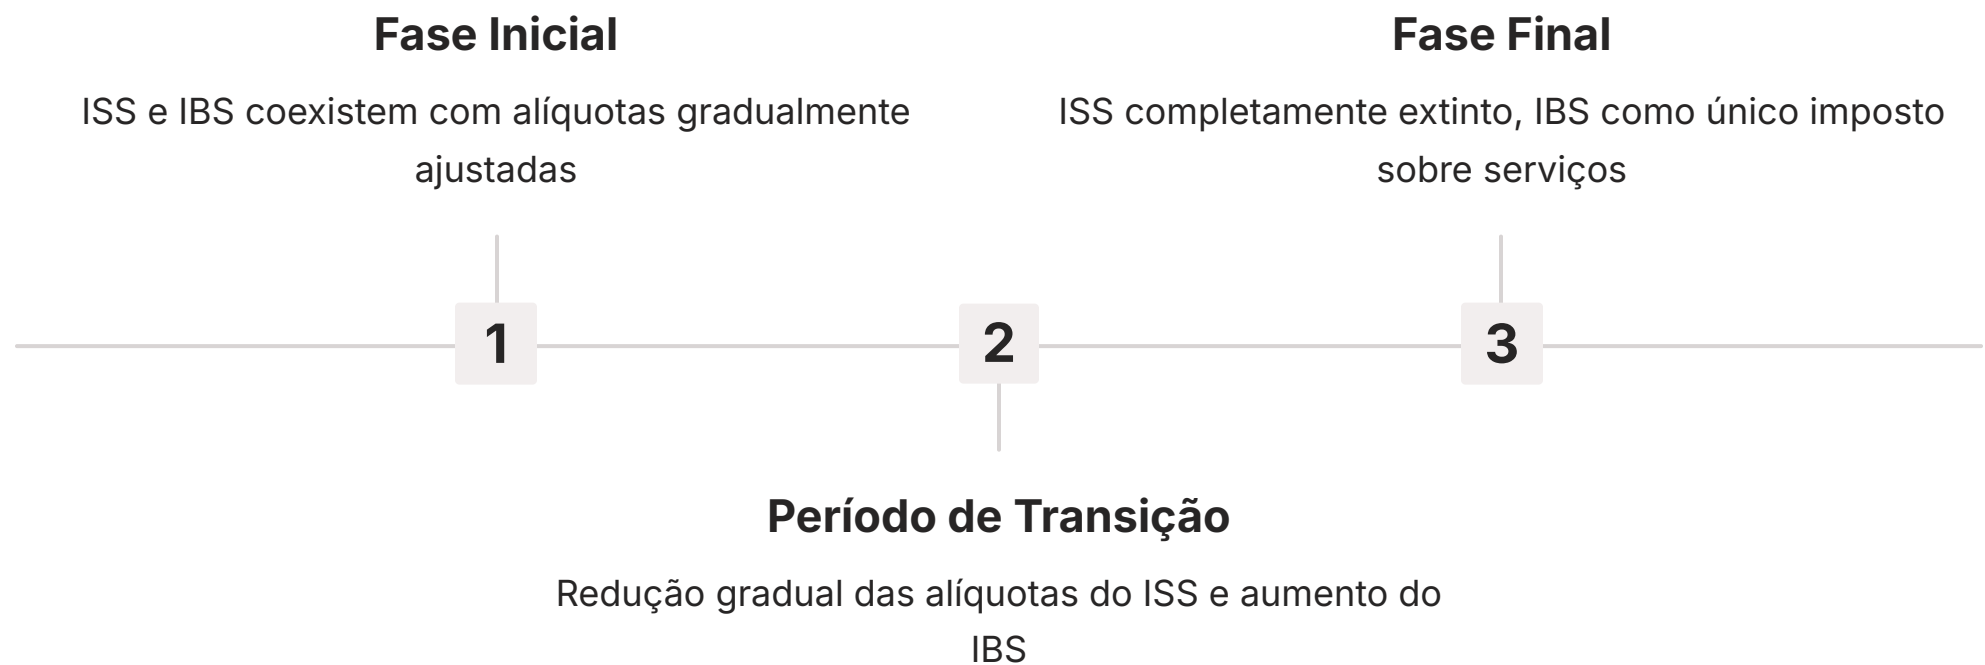 Fase Inicial
ISS e IBS coexistem com alíquotas gradualmente
ajustadas
1
2
Período de Transição
Redução gradual das alíquotas do ISS e aumento do
IBS
Fase Final
ISS completamente extinto, IBS como único imposto
sobre serviços
3